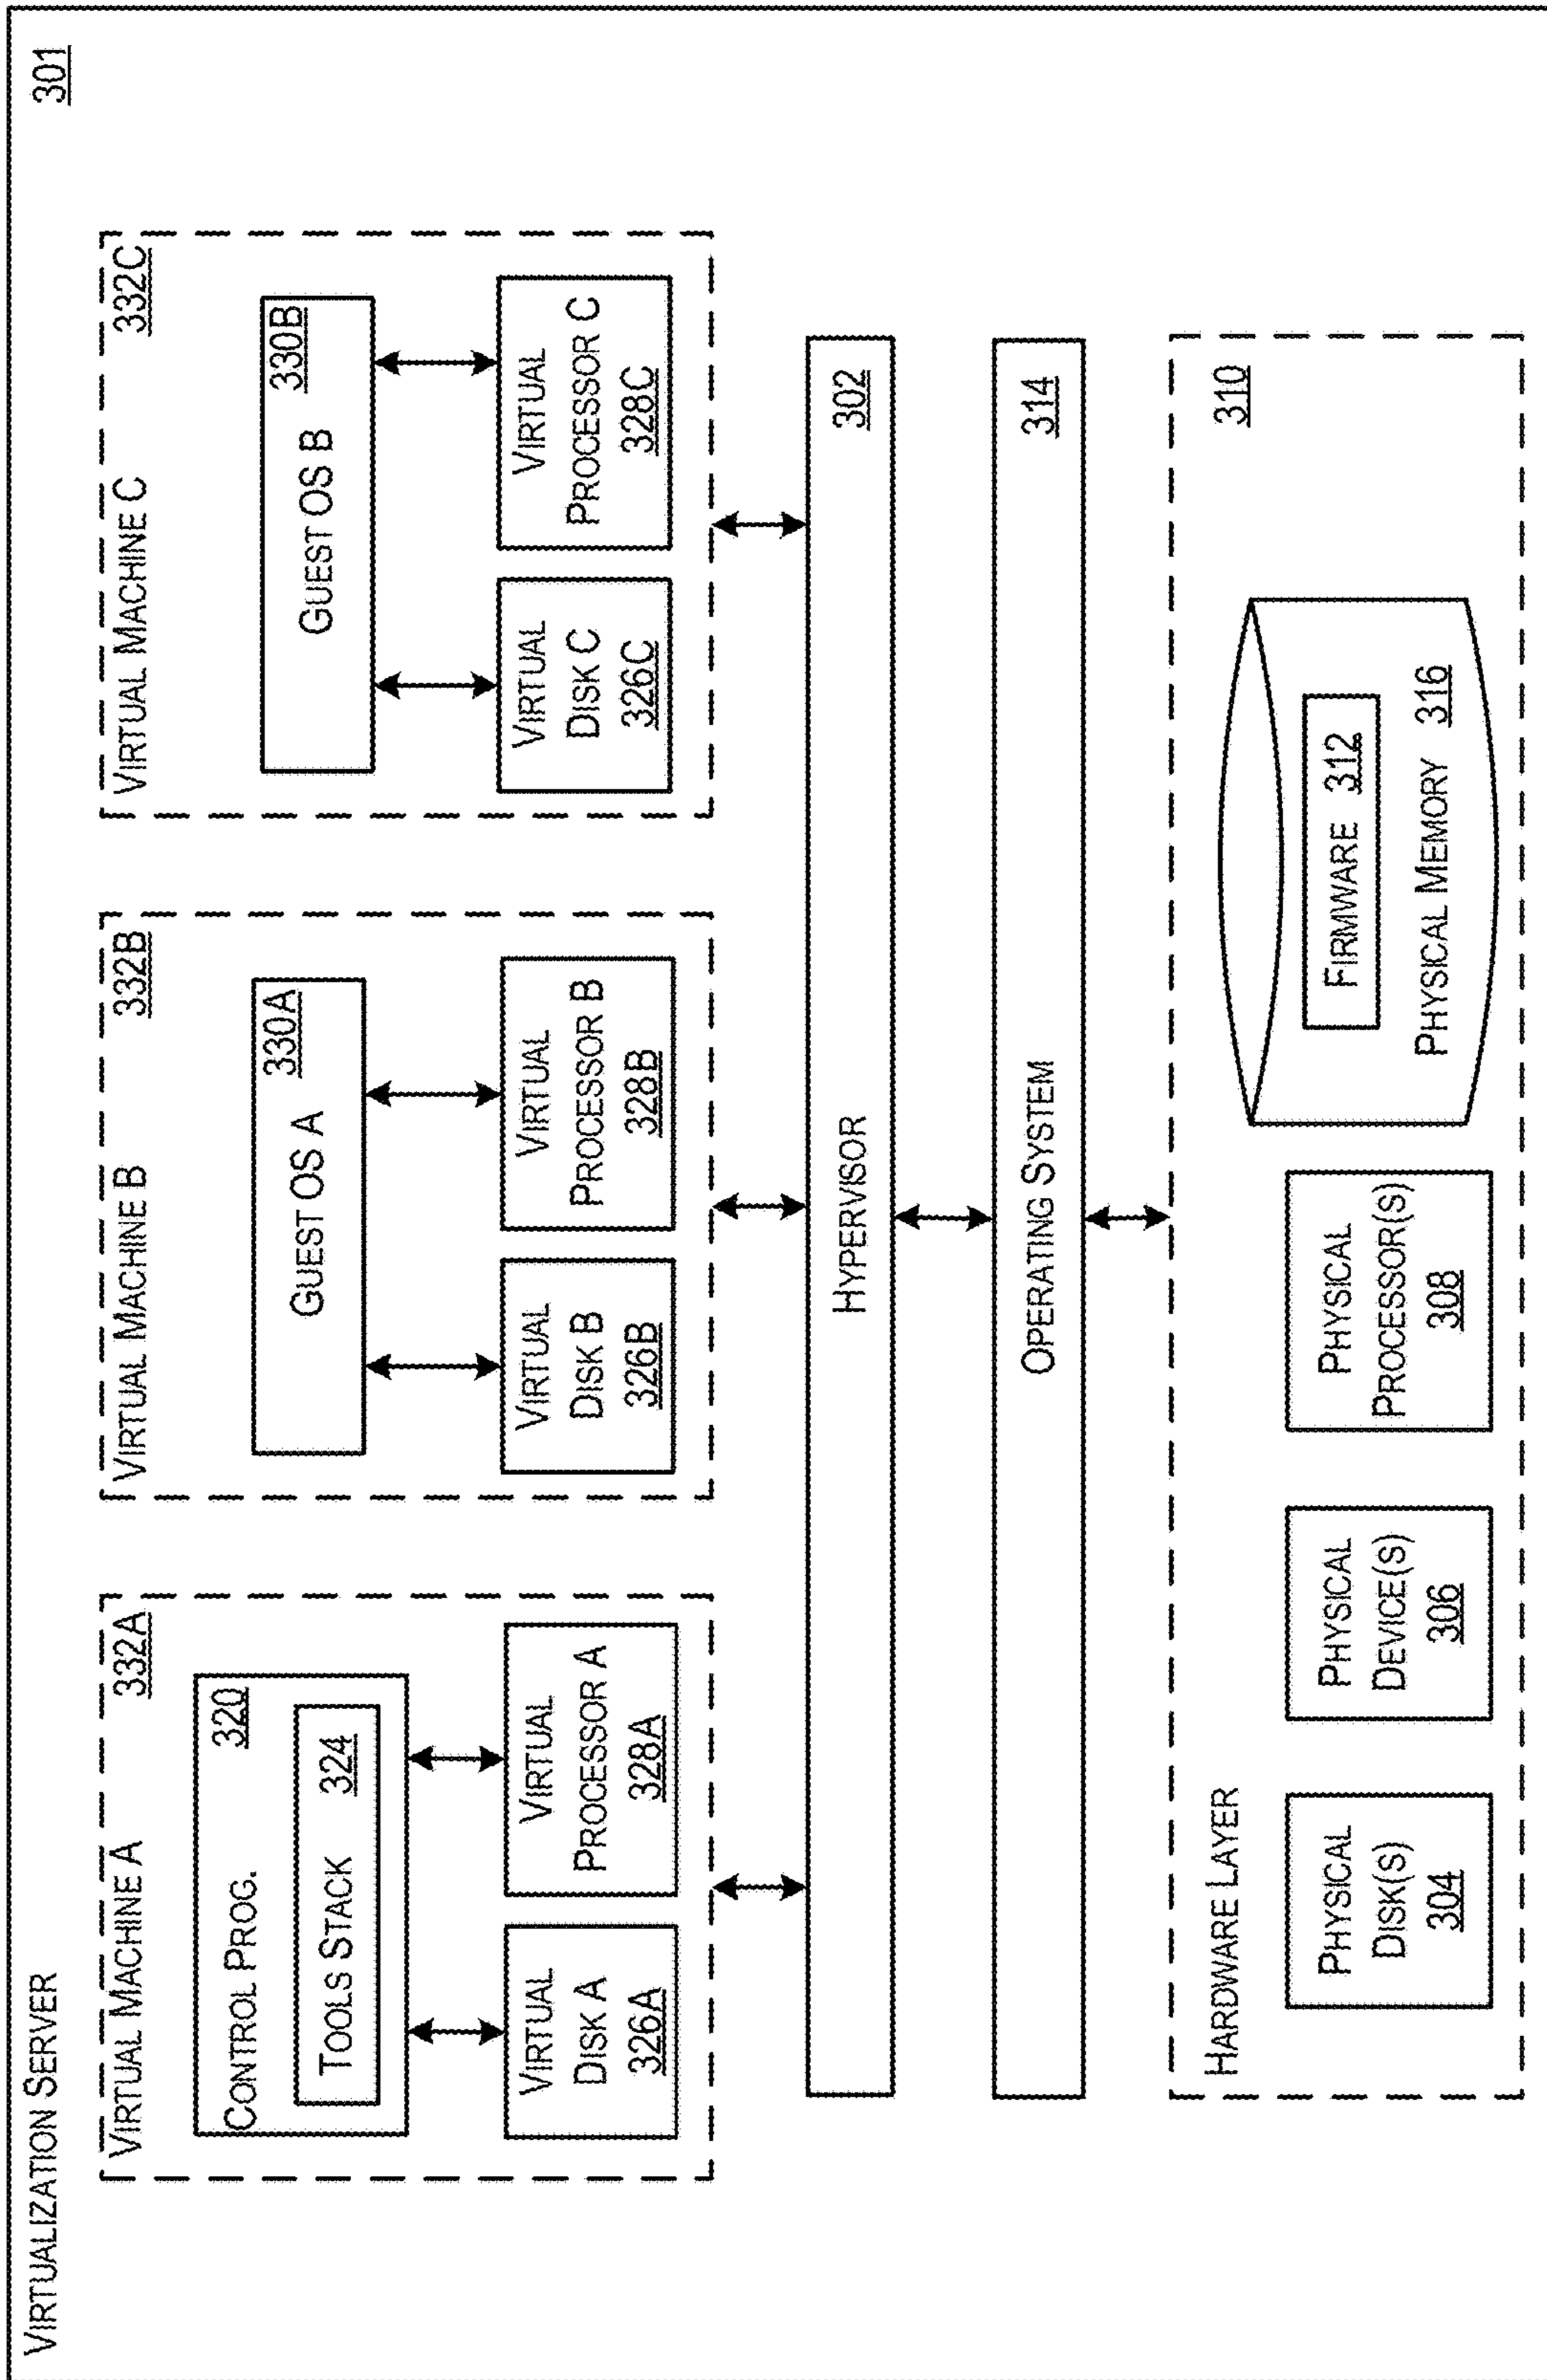 VIRTUALIZATION SERVER
301
VIRTUAL MACHINE A
332A
CONTROL PROG.
320
TOOLS STACK 324
VIRTUAL
DISK A
326A
VIRTUAL
PROCESSOR A
328A
VIRTUAL MACHINE B
332B
GUEST OS A
330A
VIRTUAL
DISK B
326B
VIRTUAL
PROCESSOR B
328B
VIRTUAL MACHINE C
332C
GUEST OS B
330B
VIRTUAL
DISK C
326C
VIRTUAL
PROCESSOR C
328C
HYPERVISOR
302
OPERATING SYSTEM
314
HARDWARE LAYER
310
PHYSICAL
DISK(S)
304
PHYSICAL
DEVICE(S)
306
PHYSICAL
PROCESSOR(S)
308
FIRMWARE 312
PHYSICAL MEMORY 316